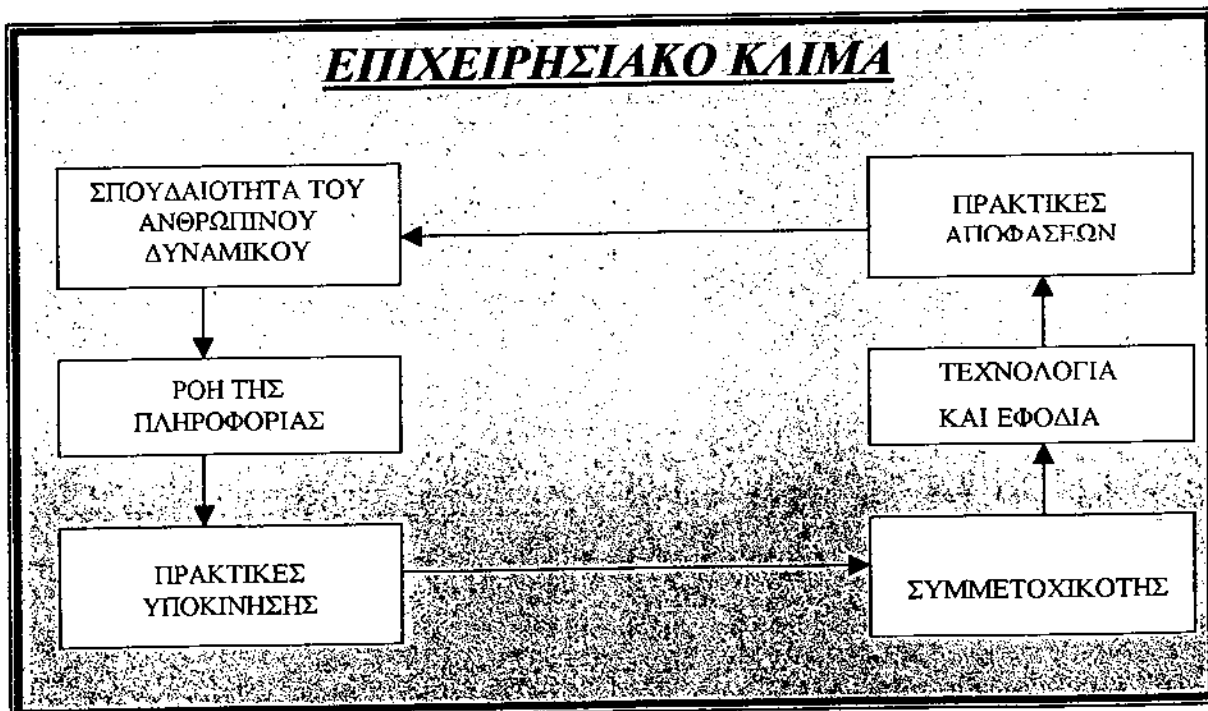 ΕΠΙΧΕΙΡΗΣΙΑΚΟ ΚΛΙΜΑ
ΣΠΟΥΔΑΙΟΤΗΤΑ ΤΟΥ
ΑΝΘΡΩΠΙΝΟΥ
ΔΥΝΑΜΙΚΟΥ
ΡΟΗ ΤΗΣ
ΠΛΗΡΟΦΟΡΙΑΣ
ΠΡΑΚΤΙΚΕΣ
ΥΠΟΚΙΝΗΣΗΣ
ΠΡΑΚΤΙΚΕΣ
ΑΠΟΦΑΣΕΩΝ
ΤΕΧΝΟΛΟΓΙΑ
ΚΑΙ ΕΦΟΔΙΑ
ΣΥΜΜΕΤΟΧΙΚΟΤΗΣ